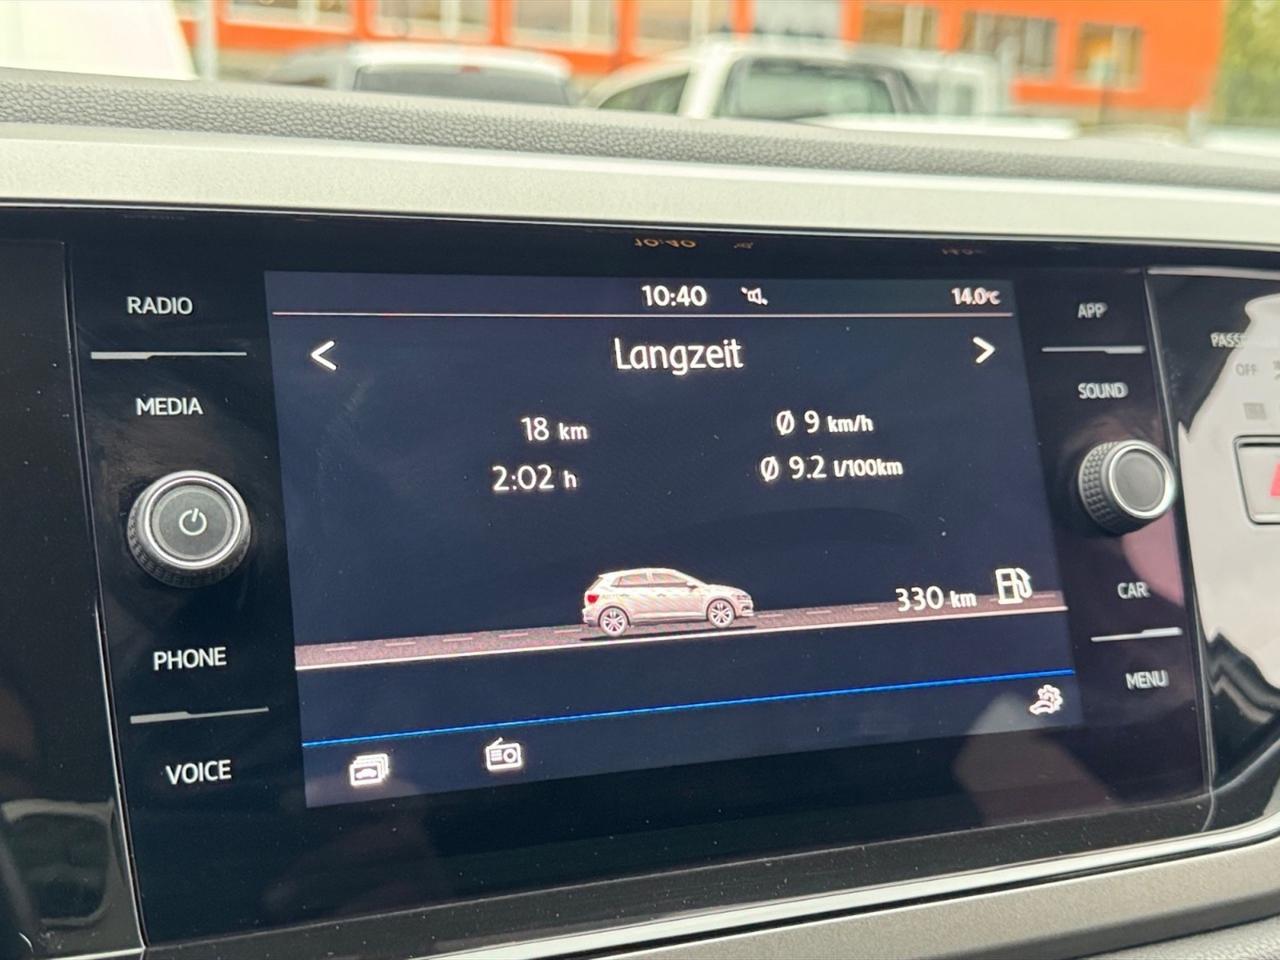 RADIO
MEDIA
PHONE
VOICE
10:40 14.0°C
< Langzeit >
18 km Ø 9 km/h
2:02 h Ø 9.2 l/100km
330 km
APP
SOUND
CAR
MENU
OFF